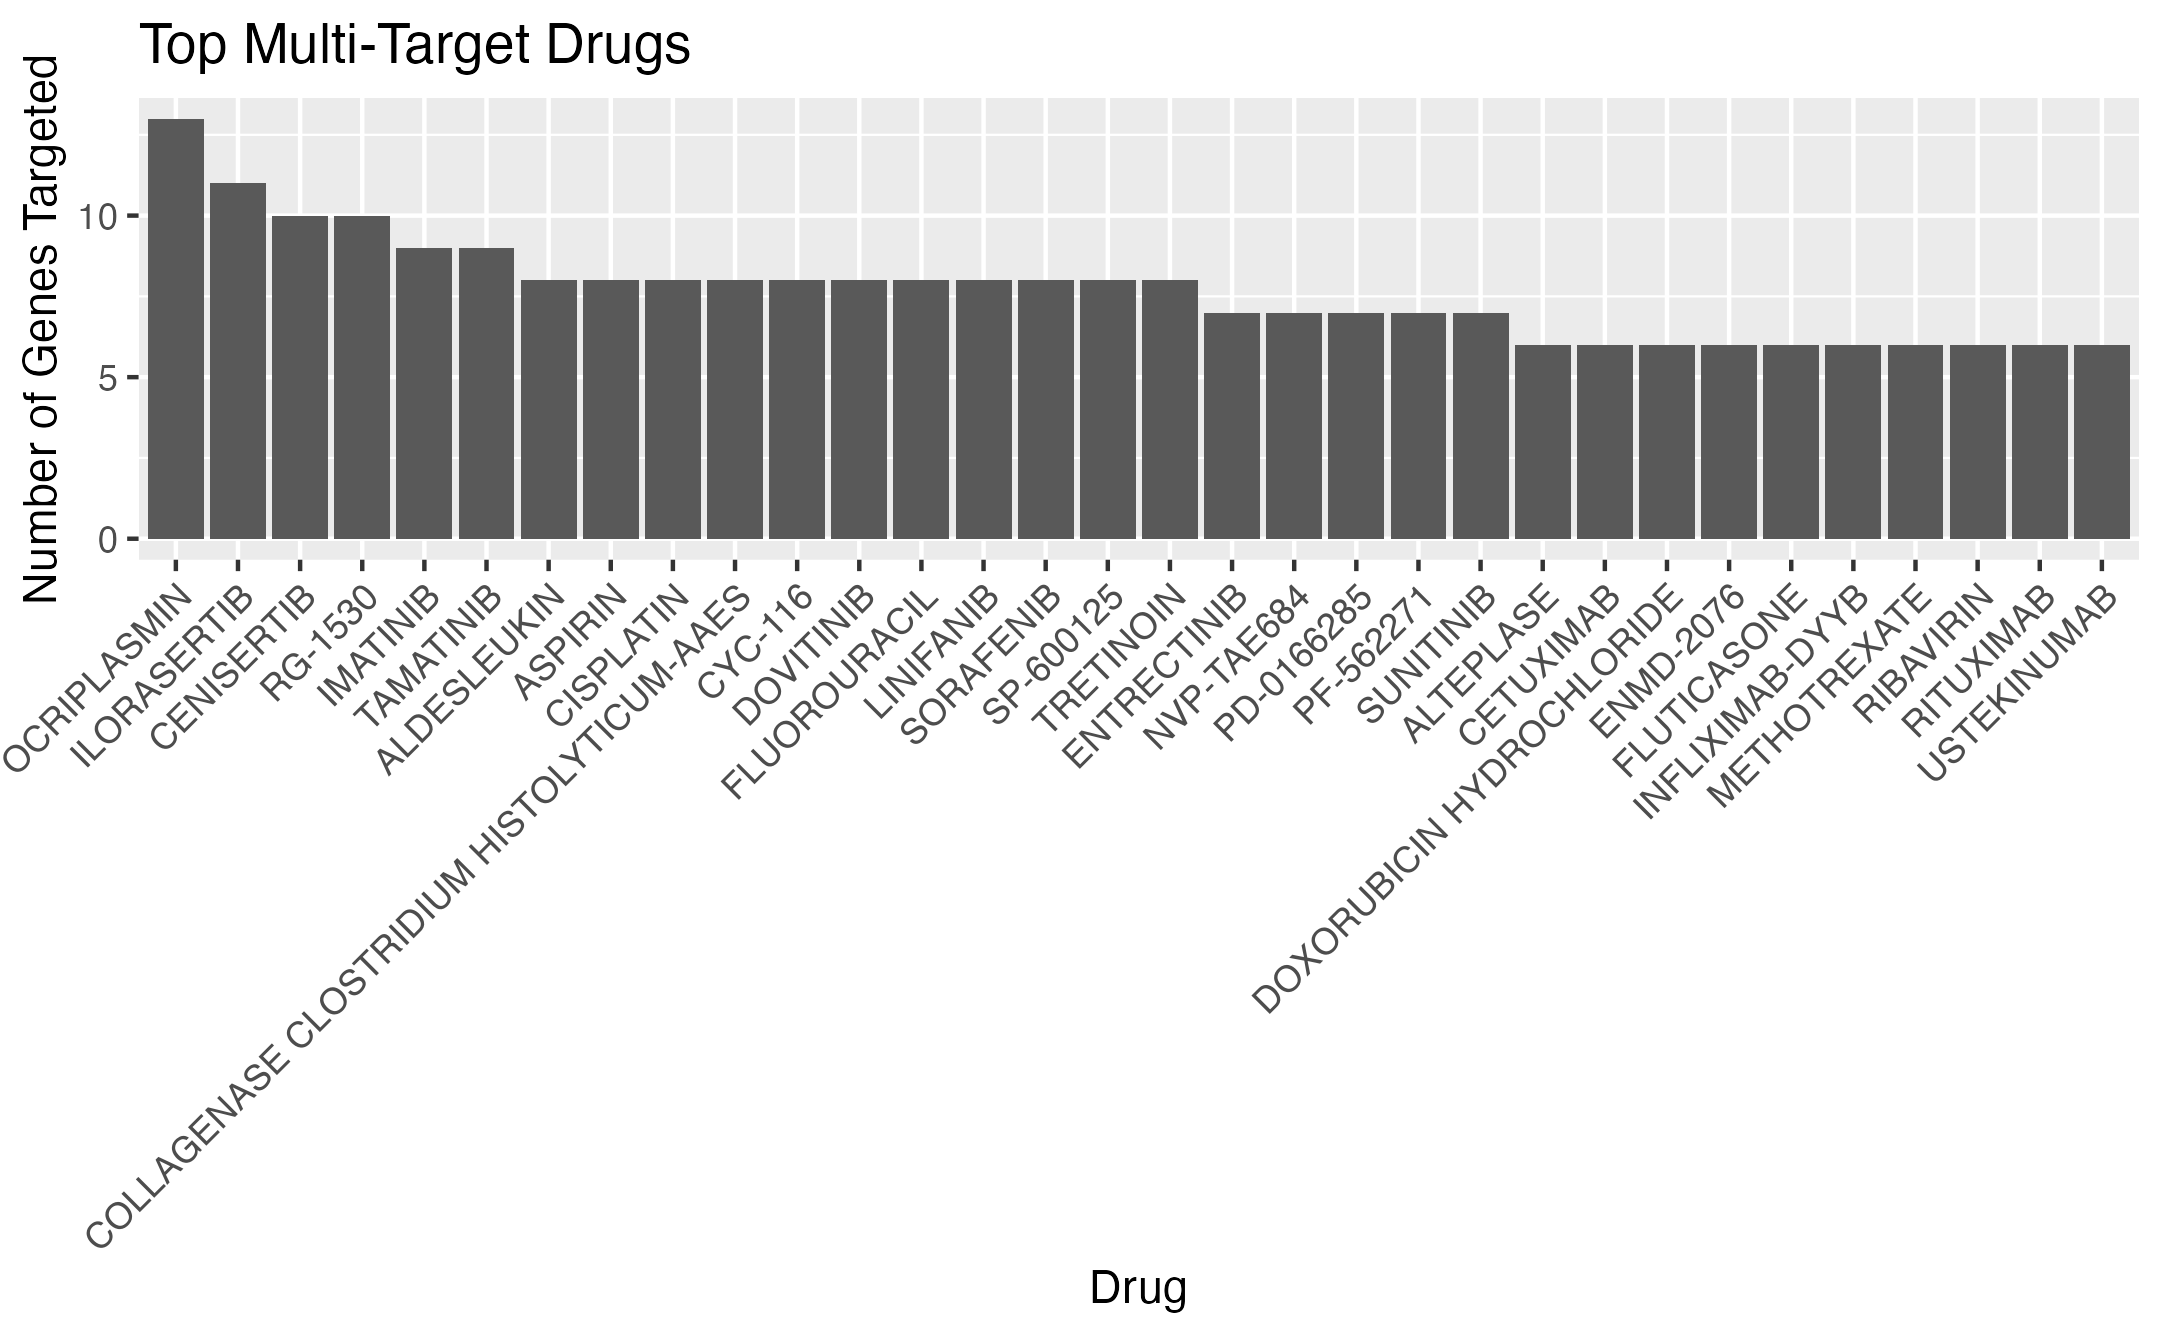 Top Multi-Target Drugs
Number of Genes Targeted
10
5
0
OCRIPLASMIN
ILORASERTIB
CENISERTIB
RG-1530
IMATINIB
TAMATINIB
ALDESLEUKIN
ASPIRIN
CISPLATIN
COLLAGENASE CLOSTRIDIUM HISTOLYTICUM-AAES
CYC-116
DOVITINIB
FLUOROURACIL
LINIFANIB
SORAFENIB
SP-600125
TRETINOIN
ENTRECTINIB
NVP-TAE684
PD-0166285
PF-562271
SUNITINIB
ALTEPLASE
CETUXIMAB
DOXORUBICIN HYDROCHLORIDE
ENMD-2076
FLUTICASONE
INFLIXIMAB-DYYB
METHOTREXATE
RIBAVIRIN
RITUXIMAB
USTEKINUMAB
Drug